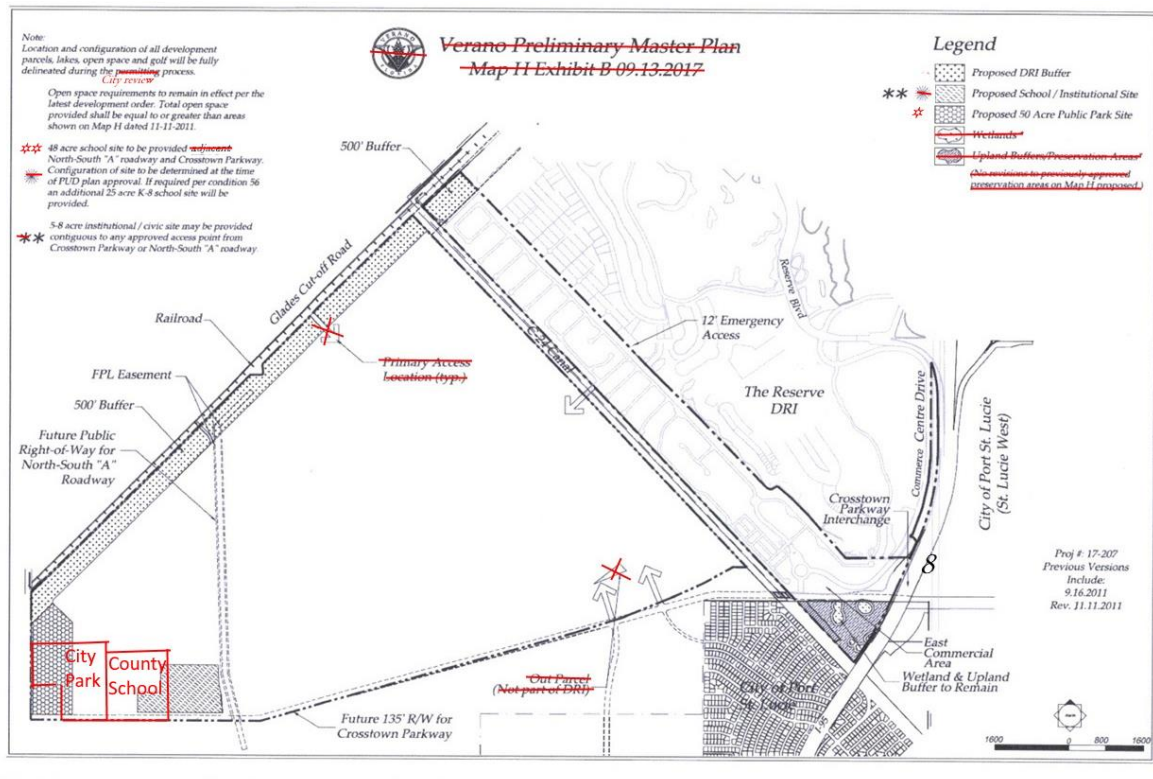 Note:
Location and configuration of all development
parcels, lakes, open space and golf will be fully
delineated during the permitting process.
City review
Open space requirements to remain in effect per the
latest development order. Total open space
provided shall be equal to or greater than areas
shown on Map H dated 11-11-2011.
48 acre school site to be provided adjacent
North-South "A" roadway and Crosstown Parkway.
Configuration of site to be determined at the time
of PUD plan approval. If required per condition 56
an additional 25 acre K-8 school site will be
provided.
5-8 acre institutional / civic site may be provided
contiguous to any approved access point from
Crosstown Parkway or North-South "A" roadway.
VERANO
FLORIDA
Verano Preliminary Master Plan
Map H Exhibit B 09.13.2017
Legend
Proposed DRI Buffer
** Proposed School / Institutional Site
Proposed 50 Acre Public Park Site
Wetlands*
Upland Buffers/Preservation Areas*
(No revisions to previously approved
preservation areas on Map H proposed.)
500' Buffer
Glades Cut-off Road
Railroad
Primary Access
Location (typ.)
FPL Easement
500' Buffer
Future Public
Right-of-Way for
North-South "A"
Roadway
C-24 Canal
12' Emergency
Access
Reserve Blvd
The Reserve
DRI
Commerce Centre Drive
City of Port St. Lucie
(St. Lucie West)
Crosstown
Parkway
Interchange
8
Proj #: 17-207
Previous Versions
Include:
9.16.2011
Rev. 11.11.2011
East
Commercial
Area
Wetland & Upland
Buffer to Remain
City
Park
County
School
Out Parcel
(Not part of DRI)
City of Port
St. Lucie
I-95
Future 135' R/W for
Crosstown Parkway
1600 0 800 1600